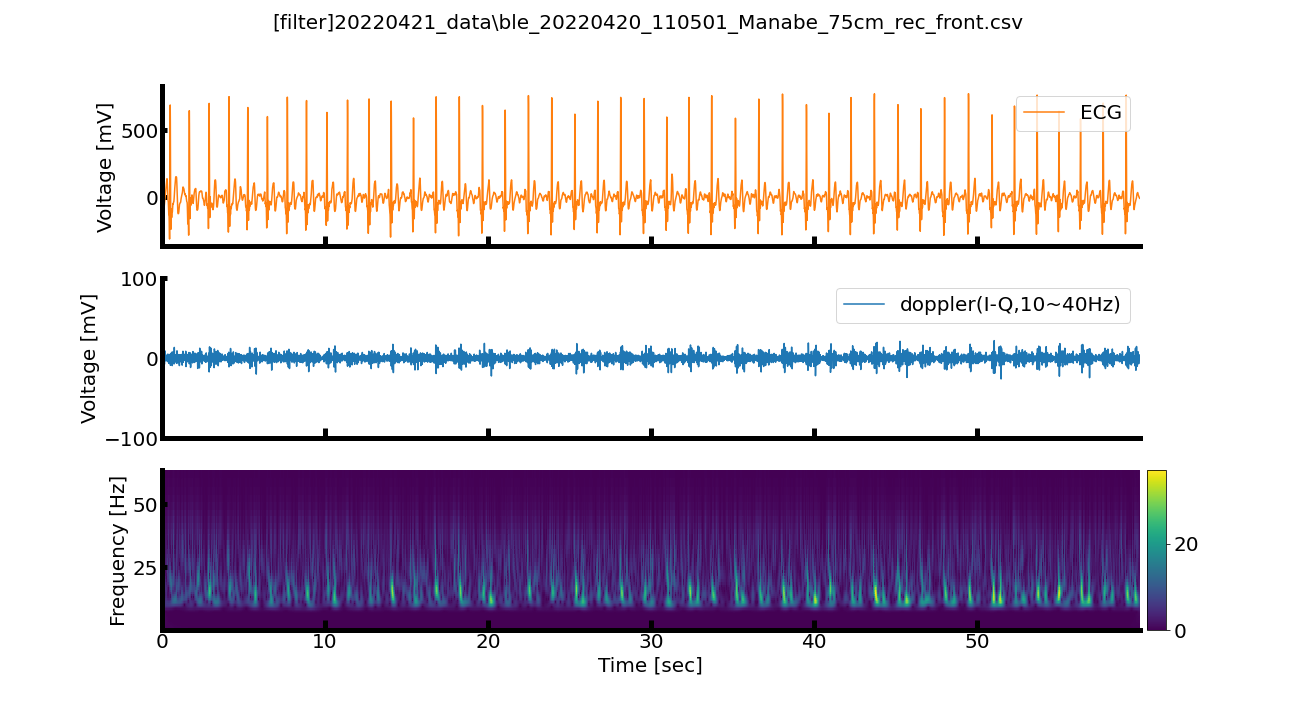 [filter]20220421_data\ble_20220420_110501_Manabe_75cm_rec_front.csv
Voltage [mV]
500
0
ECG
Voltage [mV]
100
0
−100
doppler(I-Q,10~40Hz)
Frequency [Hz]
50
25
20
0
0 10 20 30 40 50
Time [sec]